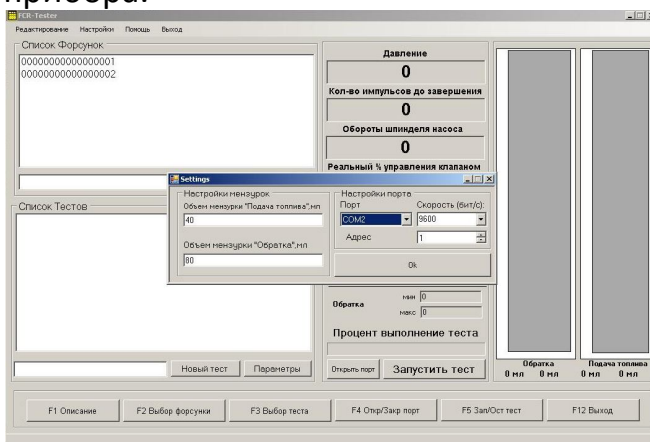 прибора.
FCR-Tester
Редактирование Настройки Помощь Выход
Список Форсунок
00000000000000001
00000000000000002
Давление
0
Кол-во импульсов до завершения
0
Обороты шпинделя насоса
0
Реальный % управления клапаном
Settings
Настройки мензурок
Объем мензурки "Подача топлива",мл
40
Объем мензурки "Обратка",мл
80
Настройки порта
Порт Скорость (бит/с):
COM2 9600
Адрес 1
Ok
Список Тестов
Обратка
мин 0
макс 0
Процент выполнение теста
Новый тест Параметры
Открыть порт Запустить тест
Обратка Подача топлива
0 мл 0 мл 0 мл 0 мл
F1 Описание F2 Выбор форсунки F3 Выбор теста F4 Откр/Закр порт F5 Зап/Ост тест F12 Выход